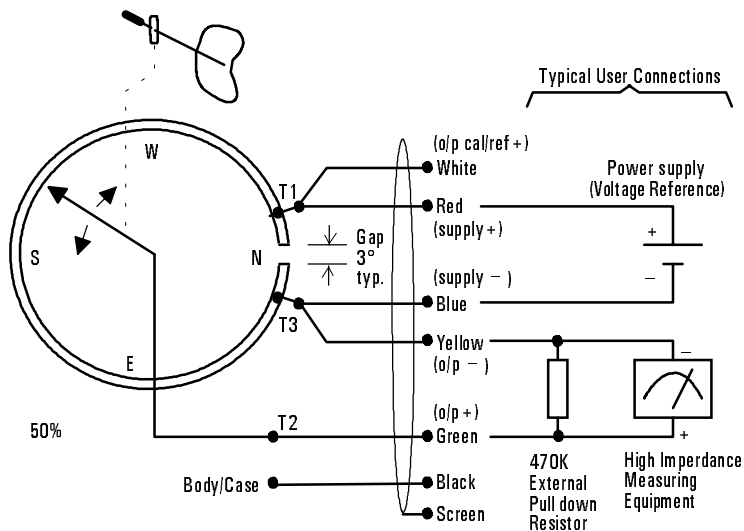 Typical User Connections
(o/p cal/ref +)
White
Power supply
(Voltage Reference)
W
T1
Red
(supply +)
+
Gap
3°
typ.
S
N
(supply −)
−
Blue
T3
Yellow
(o/p −)
−
E
(o/p +)
50%
T2
Green
+
470K
External
Pull down
Resistor
High Imperdance
Measuring
Equipment
Body/Case
Black
Screen